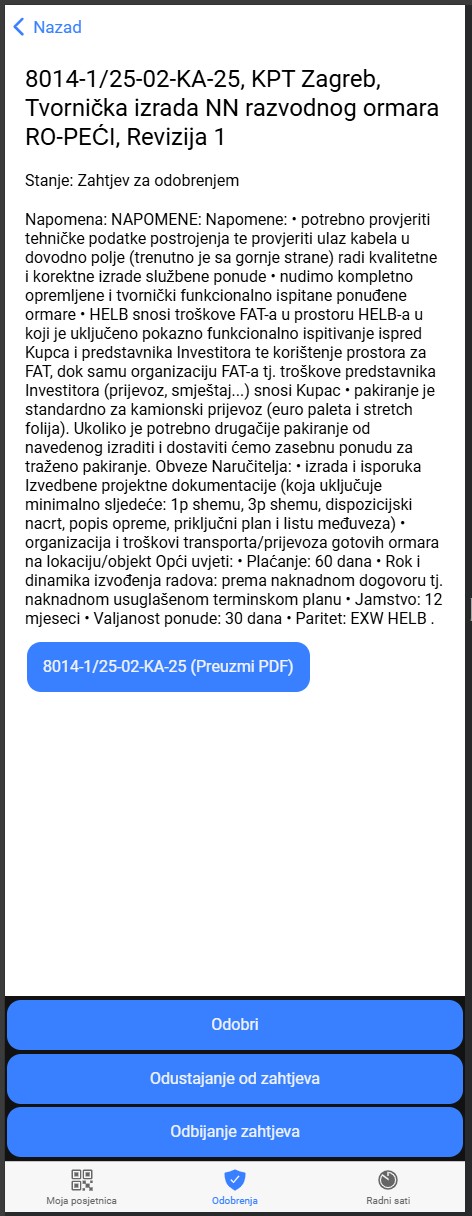 Nazad
8014-1/25-02-KA-25, KPT Zagreb,
Tvornička izrada NN razvodnog ormara
RO-PEĆI, Revizija 1
Stanje: Zahtjev za odobrenjem
Napomena: NAPOMENE: Napomene: • potrebno provjeriti
tehničke podatke postrojenja te provjeriti ulaz kabela u
dovodno polje (trenutno je sa gornje strane) radi kvalitetne
i korektne izrade službene ponude • nudimo kompletno
opremljene i tvornički funkcionalno ispitane ponuđene
ormare • HELB snosi troškove FAT-a u prostoru HELB-a u
koji je uključeno pokazno funkcionalno ispitivanje ispred
Kupca i predstavnika Investitora te korištenje prostora za
FAT, dok samu organizaciju FAT-a tj. troškove predstavnika
Investitora (prijevoz, smještaj...) snosi Kupac • pakiranje je
standardno za kamionski prijevoz (euro paleta i stretch
folija). Ukoliko je potrebno drugačije pakiranje od
navedenog izraditi i dostaviti ćemo zasebnu ponudu za
traženo pakiranje. Obveze Naručitelja: • izrada i isporuka
Izvedbene projektne dokumentacije (koja uključuje
minimalno sljedeće: 1p shemu, 3p shemu, dispozicijski
nacrt, popis opreme, priključni plan i listu međuveza) •
organizacija i troškovi transporta/prijevoza gotovih ormara
na lokaciju/objekt Opći uvjeti: • Plaćanje: 60 dana • Rok i
dinamika izvođenja radova: prema naknadnom dogovoru tj.
naknadnom usuglašenom terminskom planu • Jamstvo: 12
mjeseci • Valjanost ponude: 30 dana • Paritet: EXW HELB .
8014-1/25-02-KA-25 (Preuzmi PDF)
Odobri
Odustajanje od zahtjeva
Odbijanje zahtjeva
Moja posjetnica
Odobrenja
Radni sati